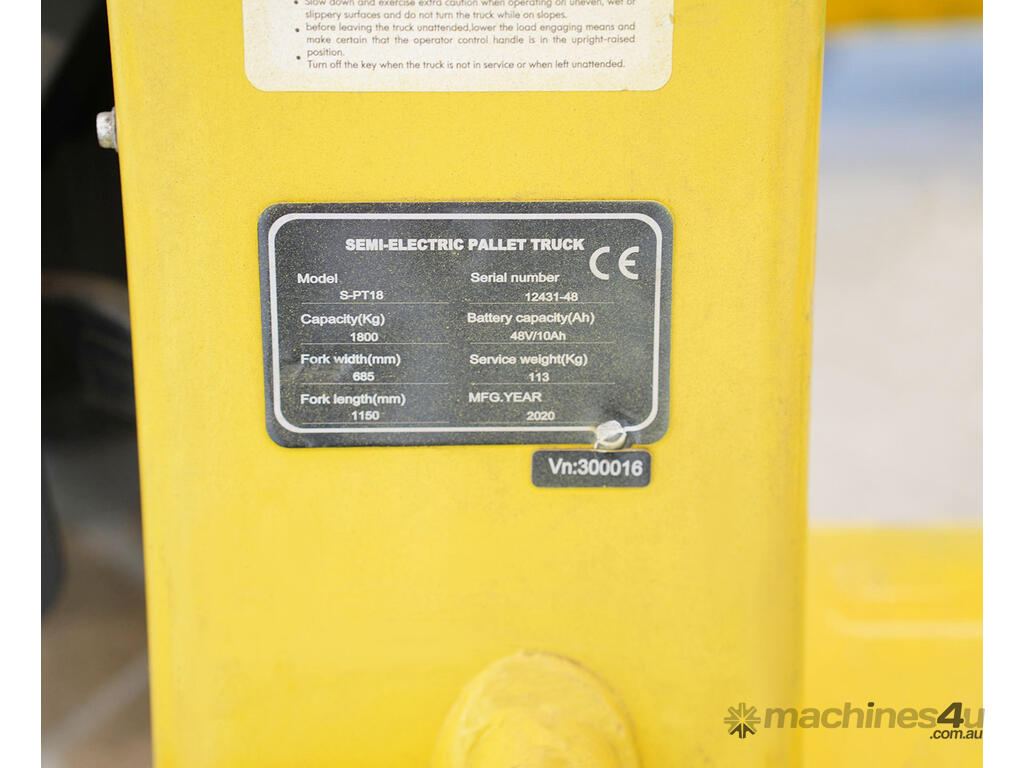 • Slow down and exercise extra caution when operating on uneven, wet or
slippery surfaces and do not turn the truck while on slopes.
• before leaving the truck unattended,lower the load engaging means and
make certain that the operator control handle is in the upright-raised
position.
• Turn off the key when the truck is not in service or when left unattended.
SEMI-ELECTRIC PALLET TRUCK
CE
Model
S-PT18
Serial number
12431-48
Capacity(Kg)
1800
Battery capacity(Ah)
48V/10Ah
Fork width(mm)
685
Service weight(Kg)
113
Fork length(mm)
1150
MFG.YEAR
2020
Vn:300016
machines4u
.com.au